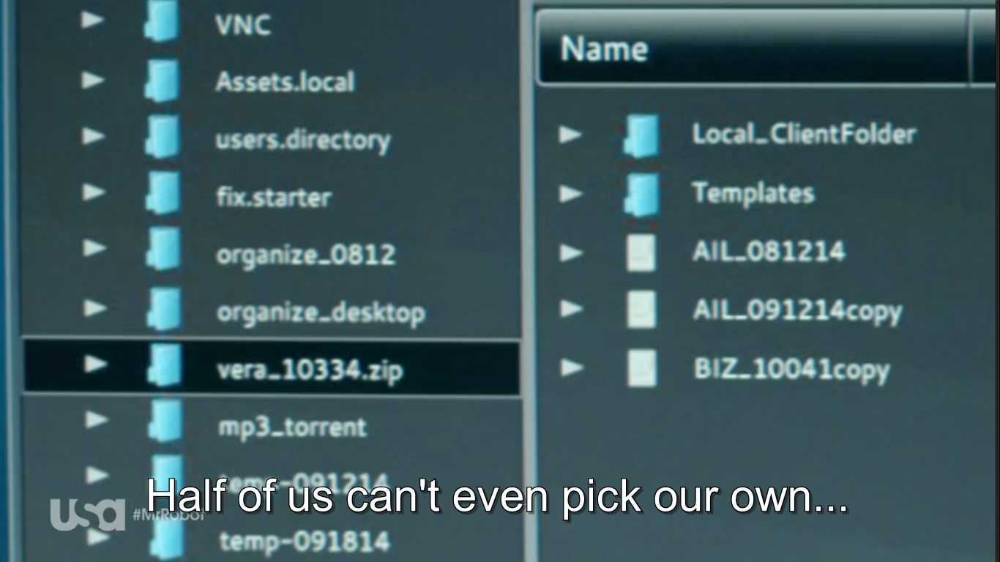 VNC
Assets.local
users.directory
fix.starter
organize_0812
organize_desktop
vera_10334.zip
mp3_torrent
temp-091214
temp-091814
Name
Local_ClientFolder
Templates
AIL_081214
AIL_091214copy
BIZ_10041copy
Half of us can't even pick our own...
usa #MrRobot